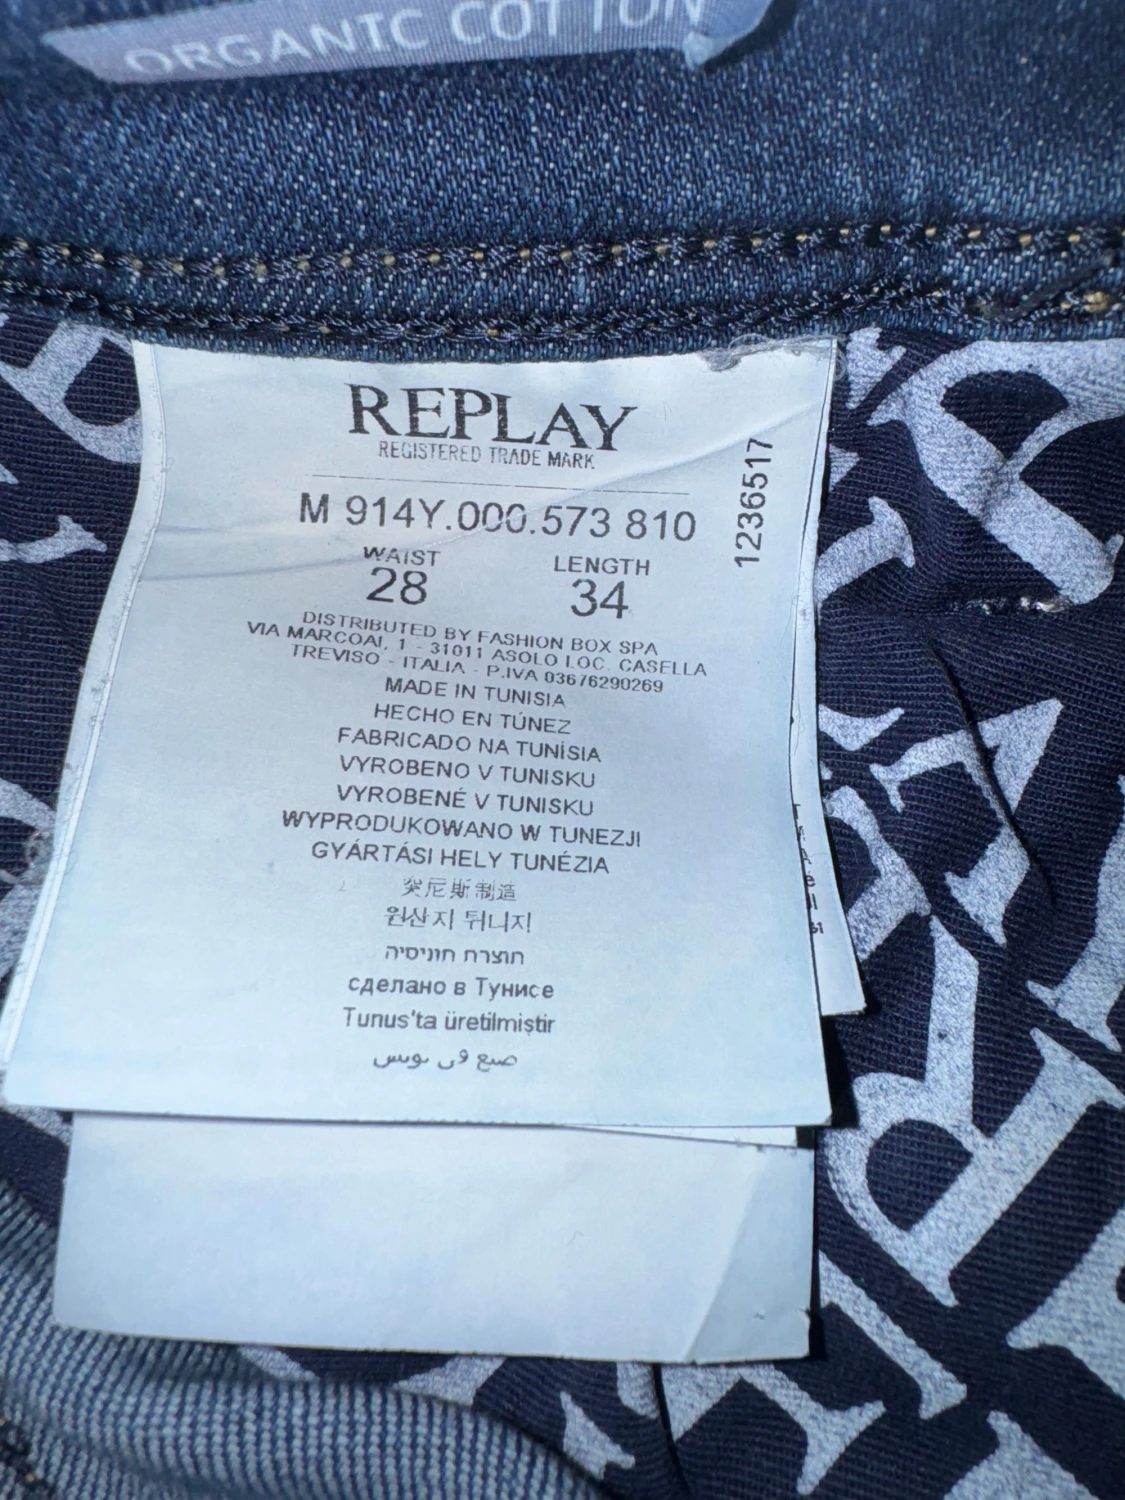 ORGANIC COTTON
REPLAY
REGISTERED TRADE MARK
M 914Y.000.573 810
1236517
WAIST LENGTH
28 34
DISTRIBUTED BY FASHION BOX SPA
VIA MARCOAI, 1 - 31011 ASOLO LOC. CASELLA
TREVISO - ITALIA - P.IVA 03676290269
MADE IN TUNISIA
HECHO EN TÚNEZ
FABRICADO NA TUNÍSIA
VYROBENO V TUNISKU
VYROBENÉ V TUNISKU
WYPRODUKOWANO W TUNEZJI
GYÁRTÁSI HELY TUNÉZIA
突尼斯制造
원산지 튀니지
תוצרת תוניסיה
сделано в Тунисе
Tunus'ta üretilmiştir
صنع في تونس